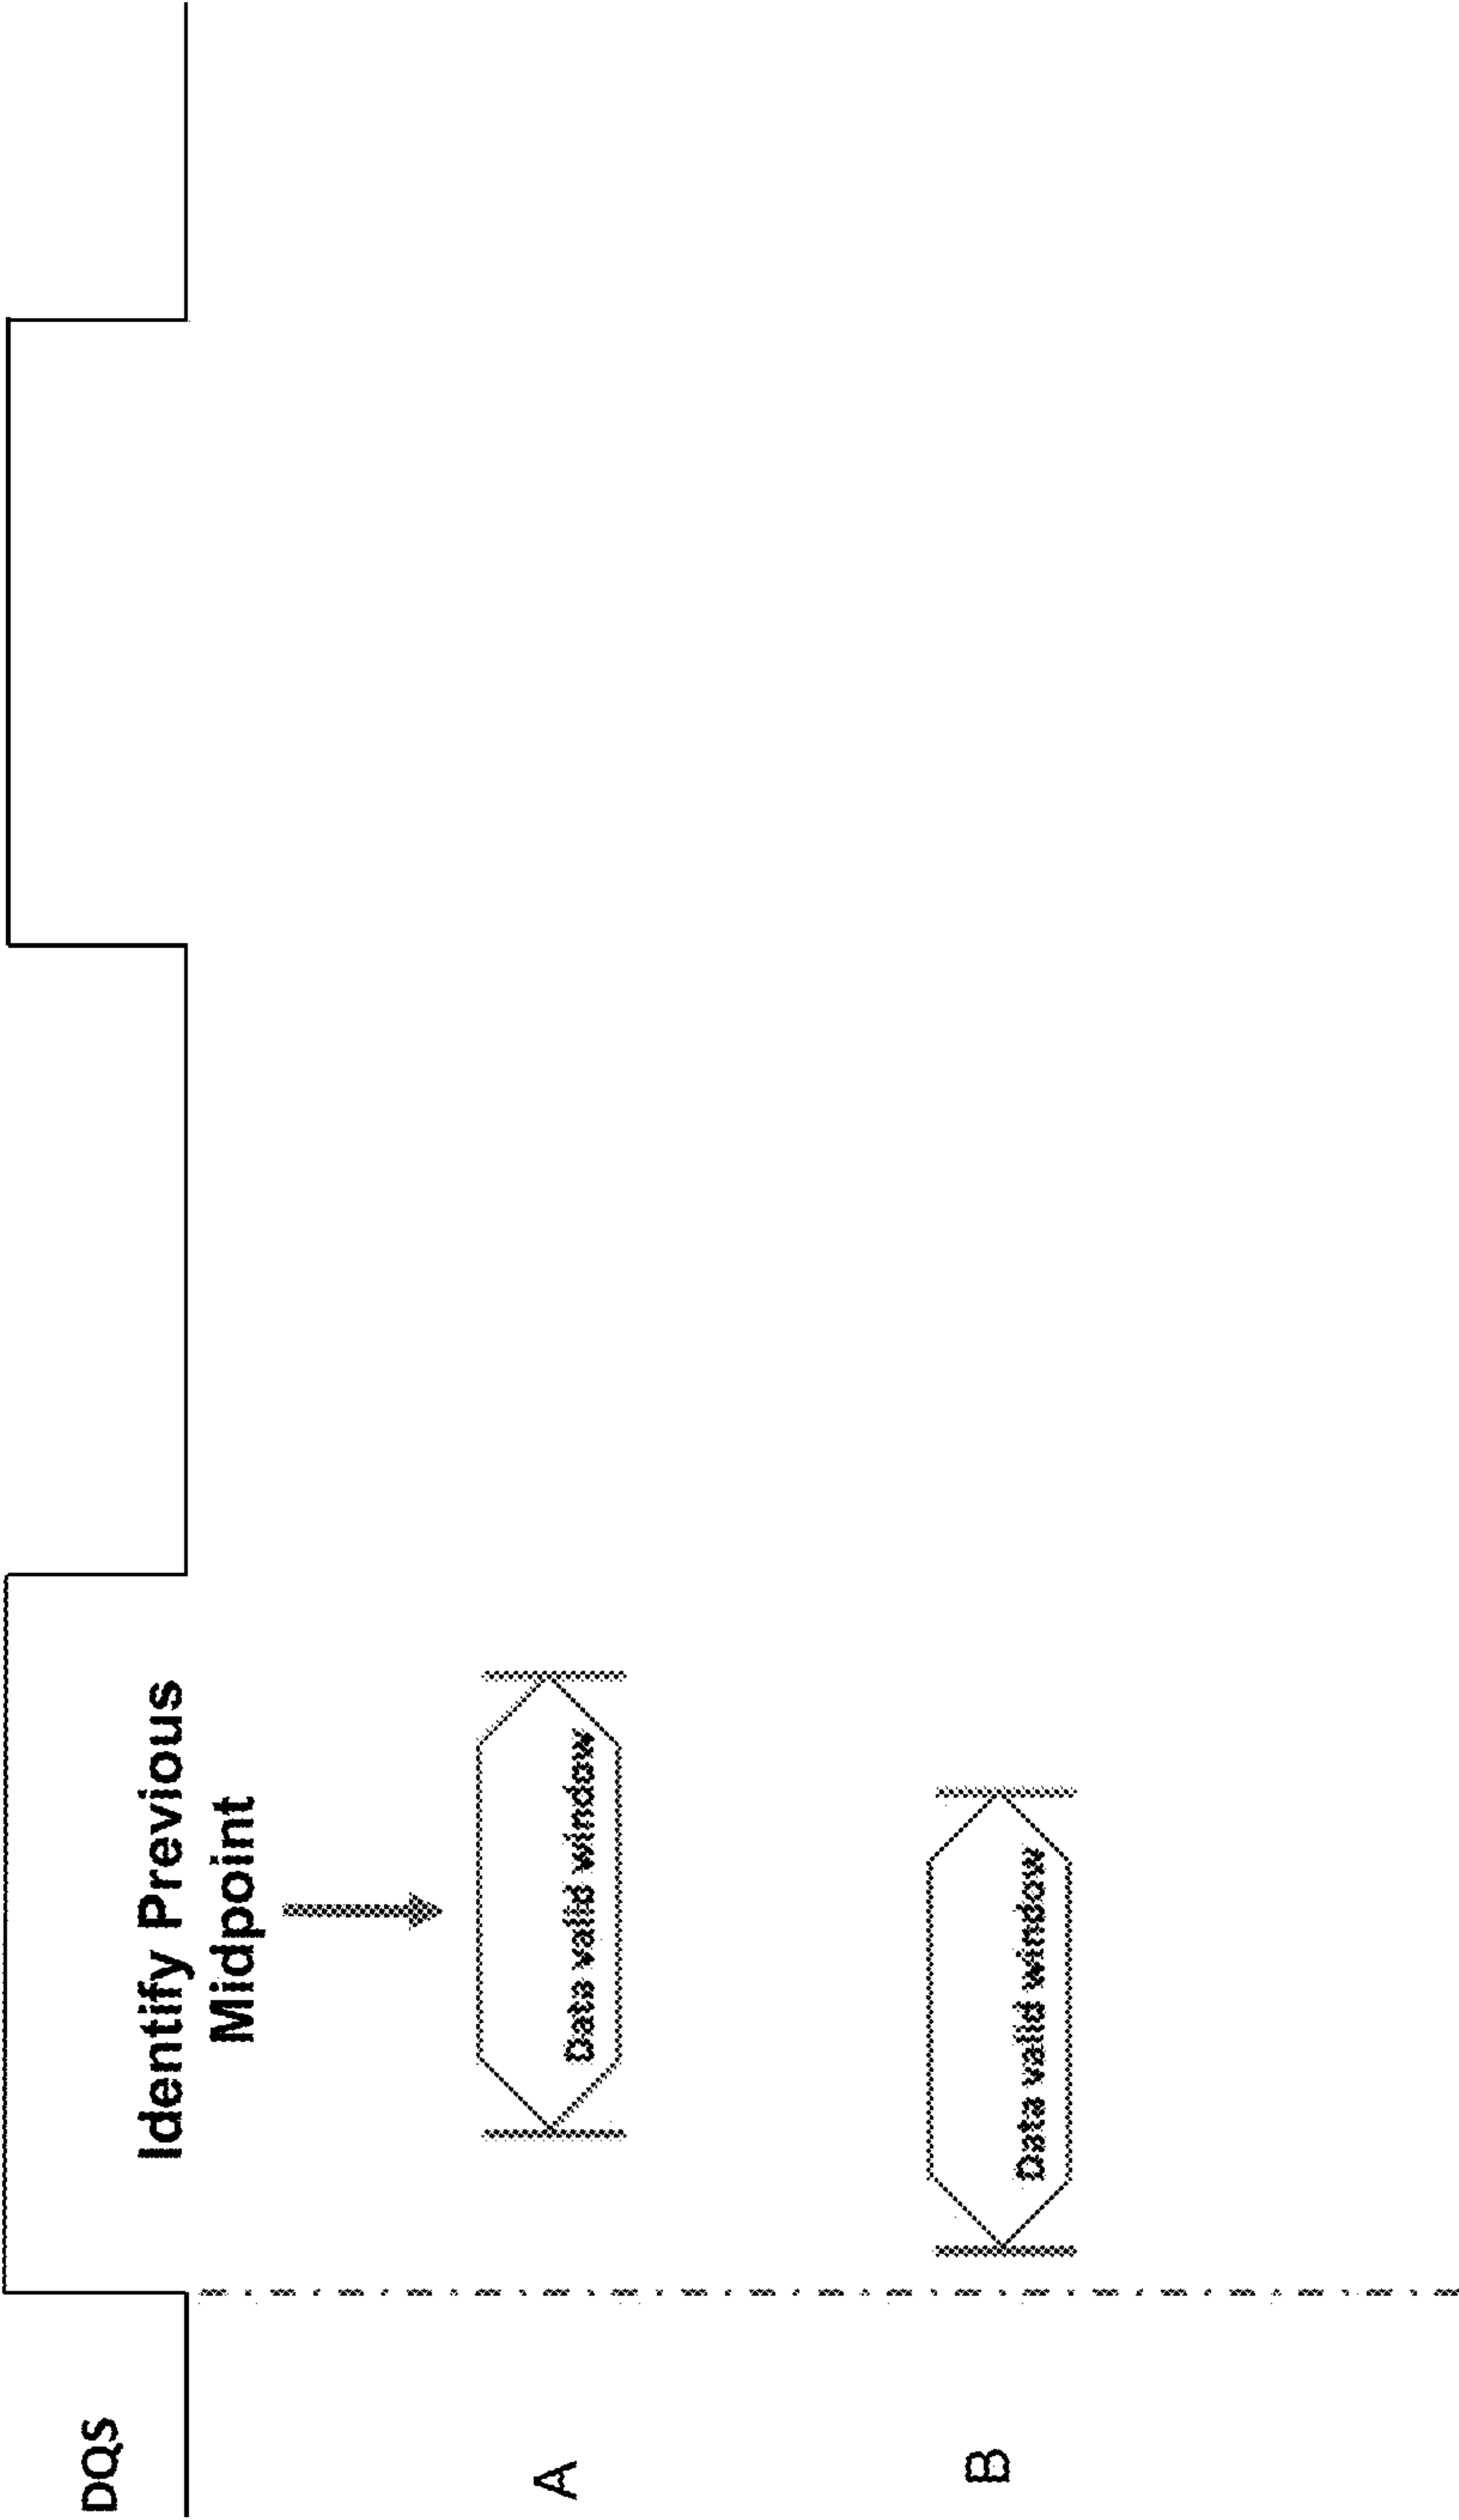 DQS
Identify Previous
Midpoint
A
Data valid window
B
Data valid window